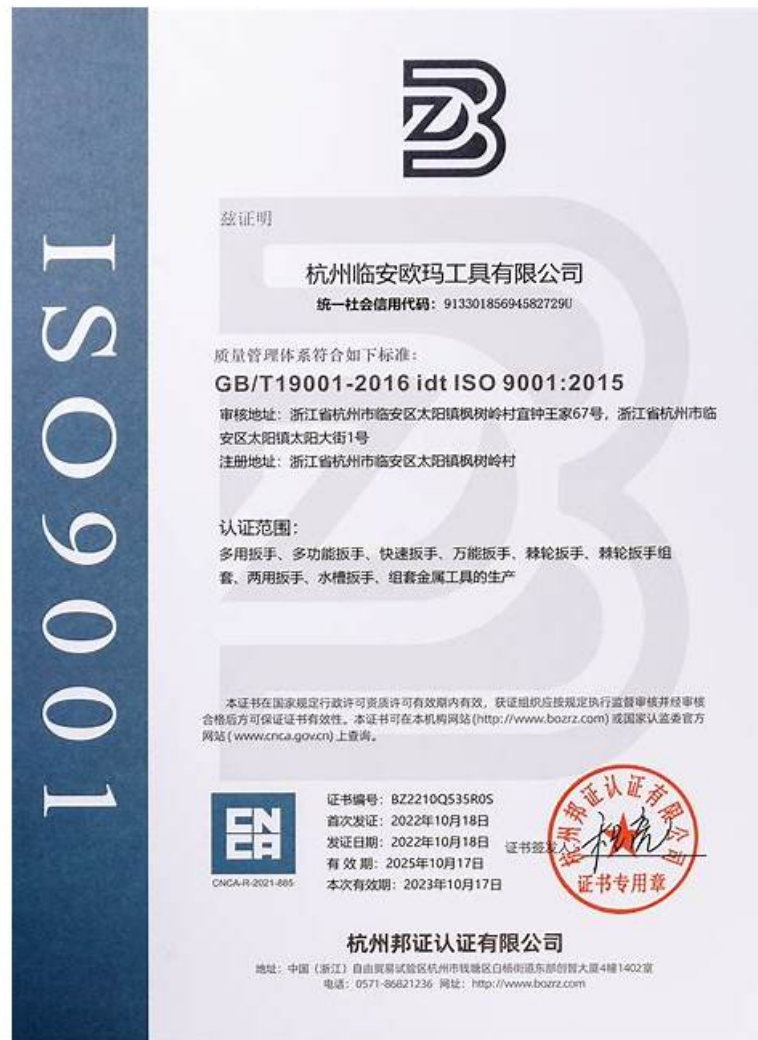 ISO9001
兹证明
杭州临安欧玛工具有限公司
统一社会信用代码：91330185694582729U
质量管理体系符合如下标准：
GB/T19001-2016 idt ISO 9001:2015
审核地址：浙江省杭州市临安区太阳镇枫树岭村宜钟王家67号，浙江省杭州市临
安区太阳镇太阳大街1号
注册地址：浙江省杭州市临安区太阳镇枫树岭村
认证范围：
多用扳手、多功能扳手、快速扳手、万能扳手、棘轮扳手、棘轮扳手组
套、两用扳手、水槽扳手、组套金属工具的生产
本证书在国家规定行政许可资质许可有效期内有效，获证组织应按规定执行监督审核并经审核
合格后方可保证证书有效性。本证书可在本机构网站(http://www.bozrz.com) 或国家认监委官方
网站( www.cnca.gov.cn) 上查询。
CNCA
CNCA-R-2021-885
证书编号：BZ2210Q535R0S
首次发证：2022年10月18日
发证日期：2022年10月18日
有 效 期：2025年10月17日
本次有效期：2023年10月17日
证书签发人：
杭州邦证认证有限公司
证书专用章
杭州邦证认证有限公司
地址：中国（浙江）自由贸易试验区杭州市钱塘区白杨街道东部创智大厦4幢1402室
电话：0571-86821236 网址：http://www.bozrz.com